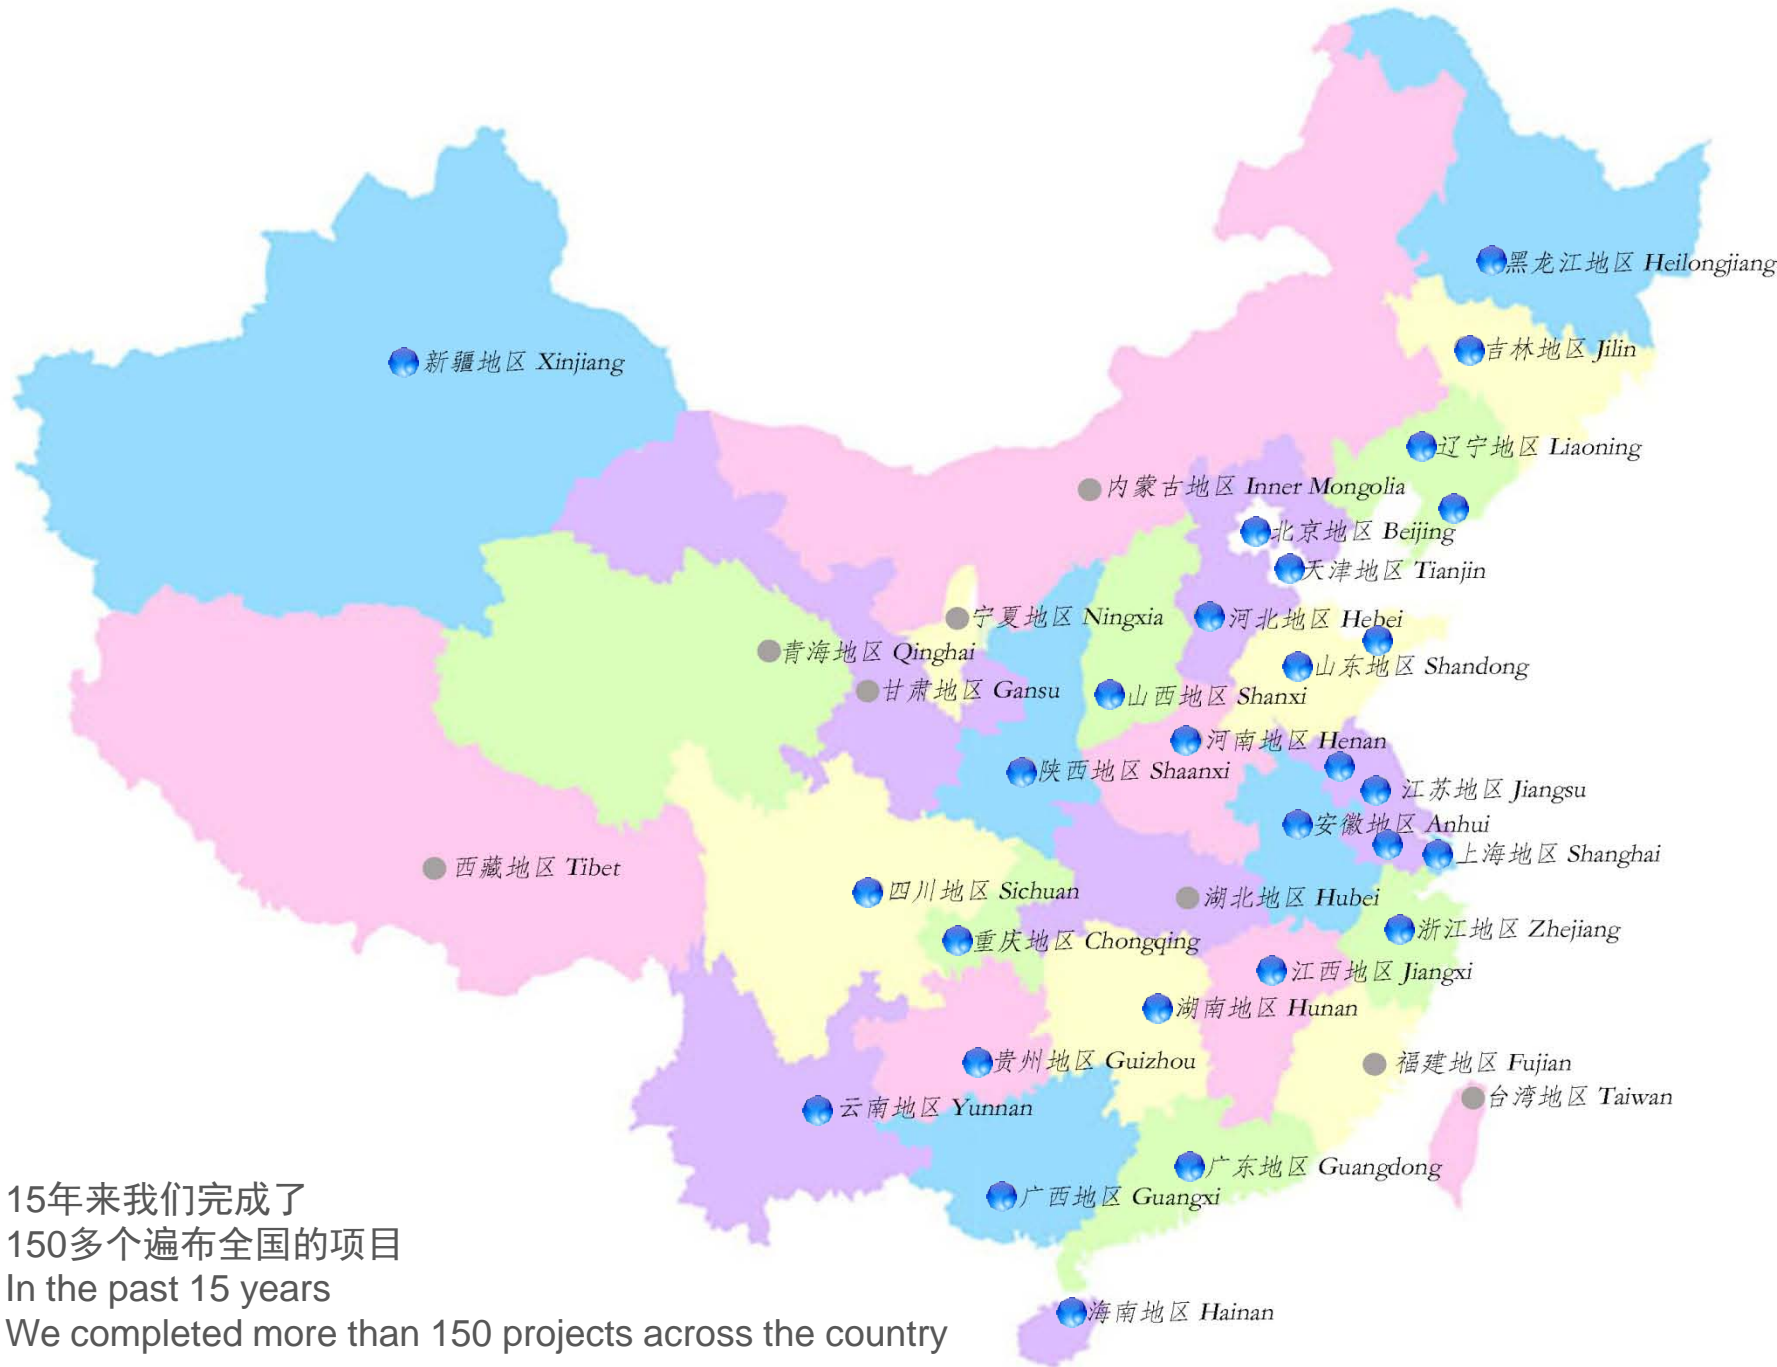 黑龙江地区 Heilongjiang
吉林地区 Jilin
新疆地区 Xinjiang
辽宁地区 Liaoning
内蒙古地区 Inner Mongolia
北京地区 Beijing
天津地区 Tianjin
宁夏地区 Ningxia
河北地区 Hebei
青海地区 Qinghai
山东地区 Shandong
甘肃地区 Gansu
山西地区 Shanxi
河南地区 Henan
陕西地区 Shaanxi
江苏地区 Jiangsu
安徽地区 Anhui
上海地区 Shanghai
西藏地区 Tibet
四川地区 Sichuan
湖北地区 Hubei
浙江地区 Zhejiang
重庆地区 Chongqing
江西地区 Jiangxi
湖南地区 Hunan
贵州地区 Guizhou
福建地区 Fujian
台湾地区 Taiwan
云南地区 Yunnan
广东地区 Guangdong
广西地区 Guangxi
海南地区 Hainan
15年来我们完成了
150多个遍布全国的项目
In the past 15 years
We completed more than 150 projects across the country